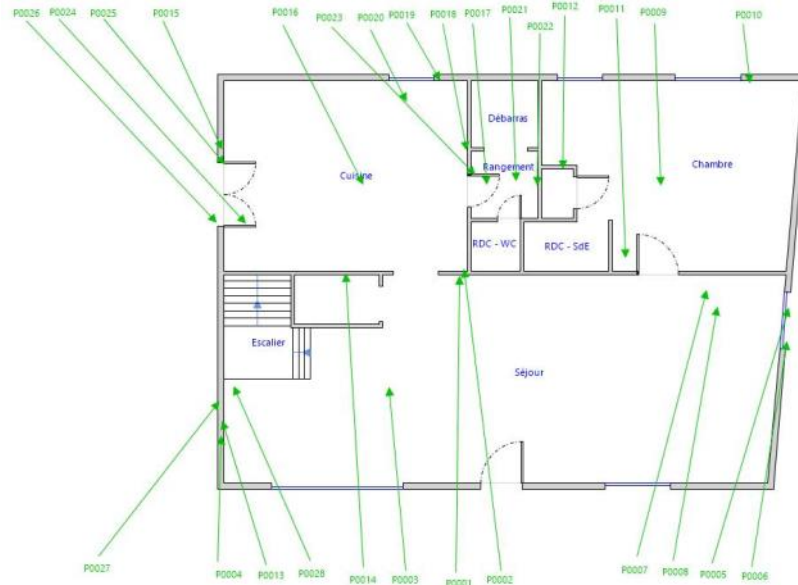 P0026 P0024 P0025 P0015 P0016 P0023 P0020 P0019 P0018 P0017 P0021 P0022 P0012 P0011 P0009 P0010
Débarras
Cuisine
Rangement
Chambre
RDC - WC
RDC - SdE
Escalier
Séjour
P0027 P0004 P0013 P0028 P0014 P0003 P0001 P0002 P0007 P0008 P0005 P0006